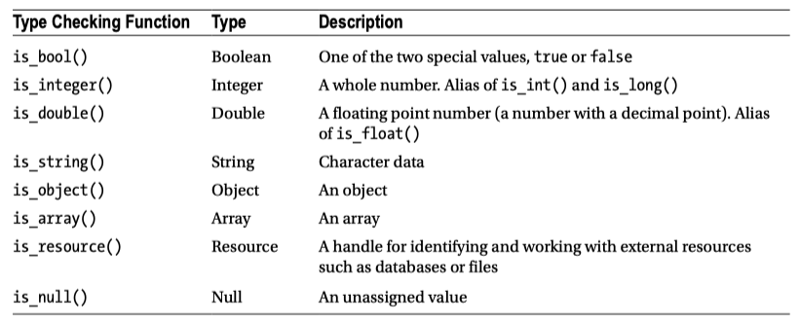 Type Checking Function Type Description
is_bool() Boolean One of the two special values, true or false
is_integer() Integer A whole number. Alias of is_int() and is_long()
is_double() Double A floating point number (a number with a decimal point). Alias
of is_float()
is_string() String Character data
is_object() Object An object
is_array() Array An array
is_resource() Resource A handle for identifying and working with external resources
such as databases or files
is_null() Null An unassigned value